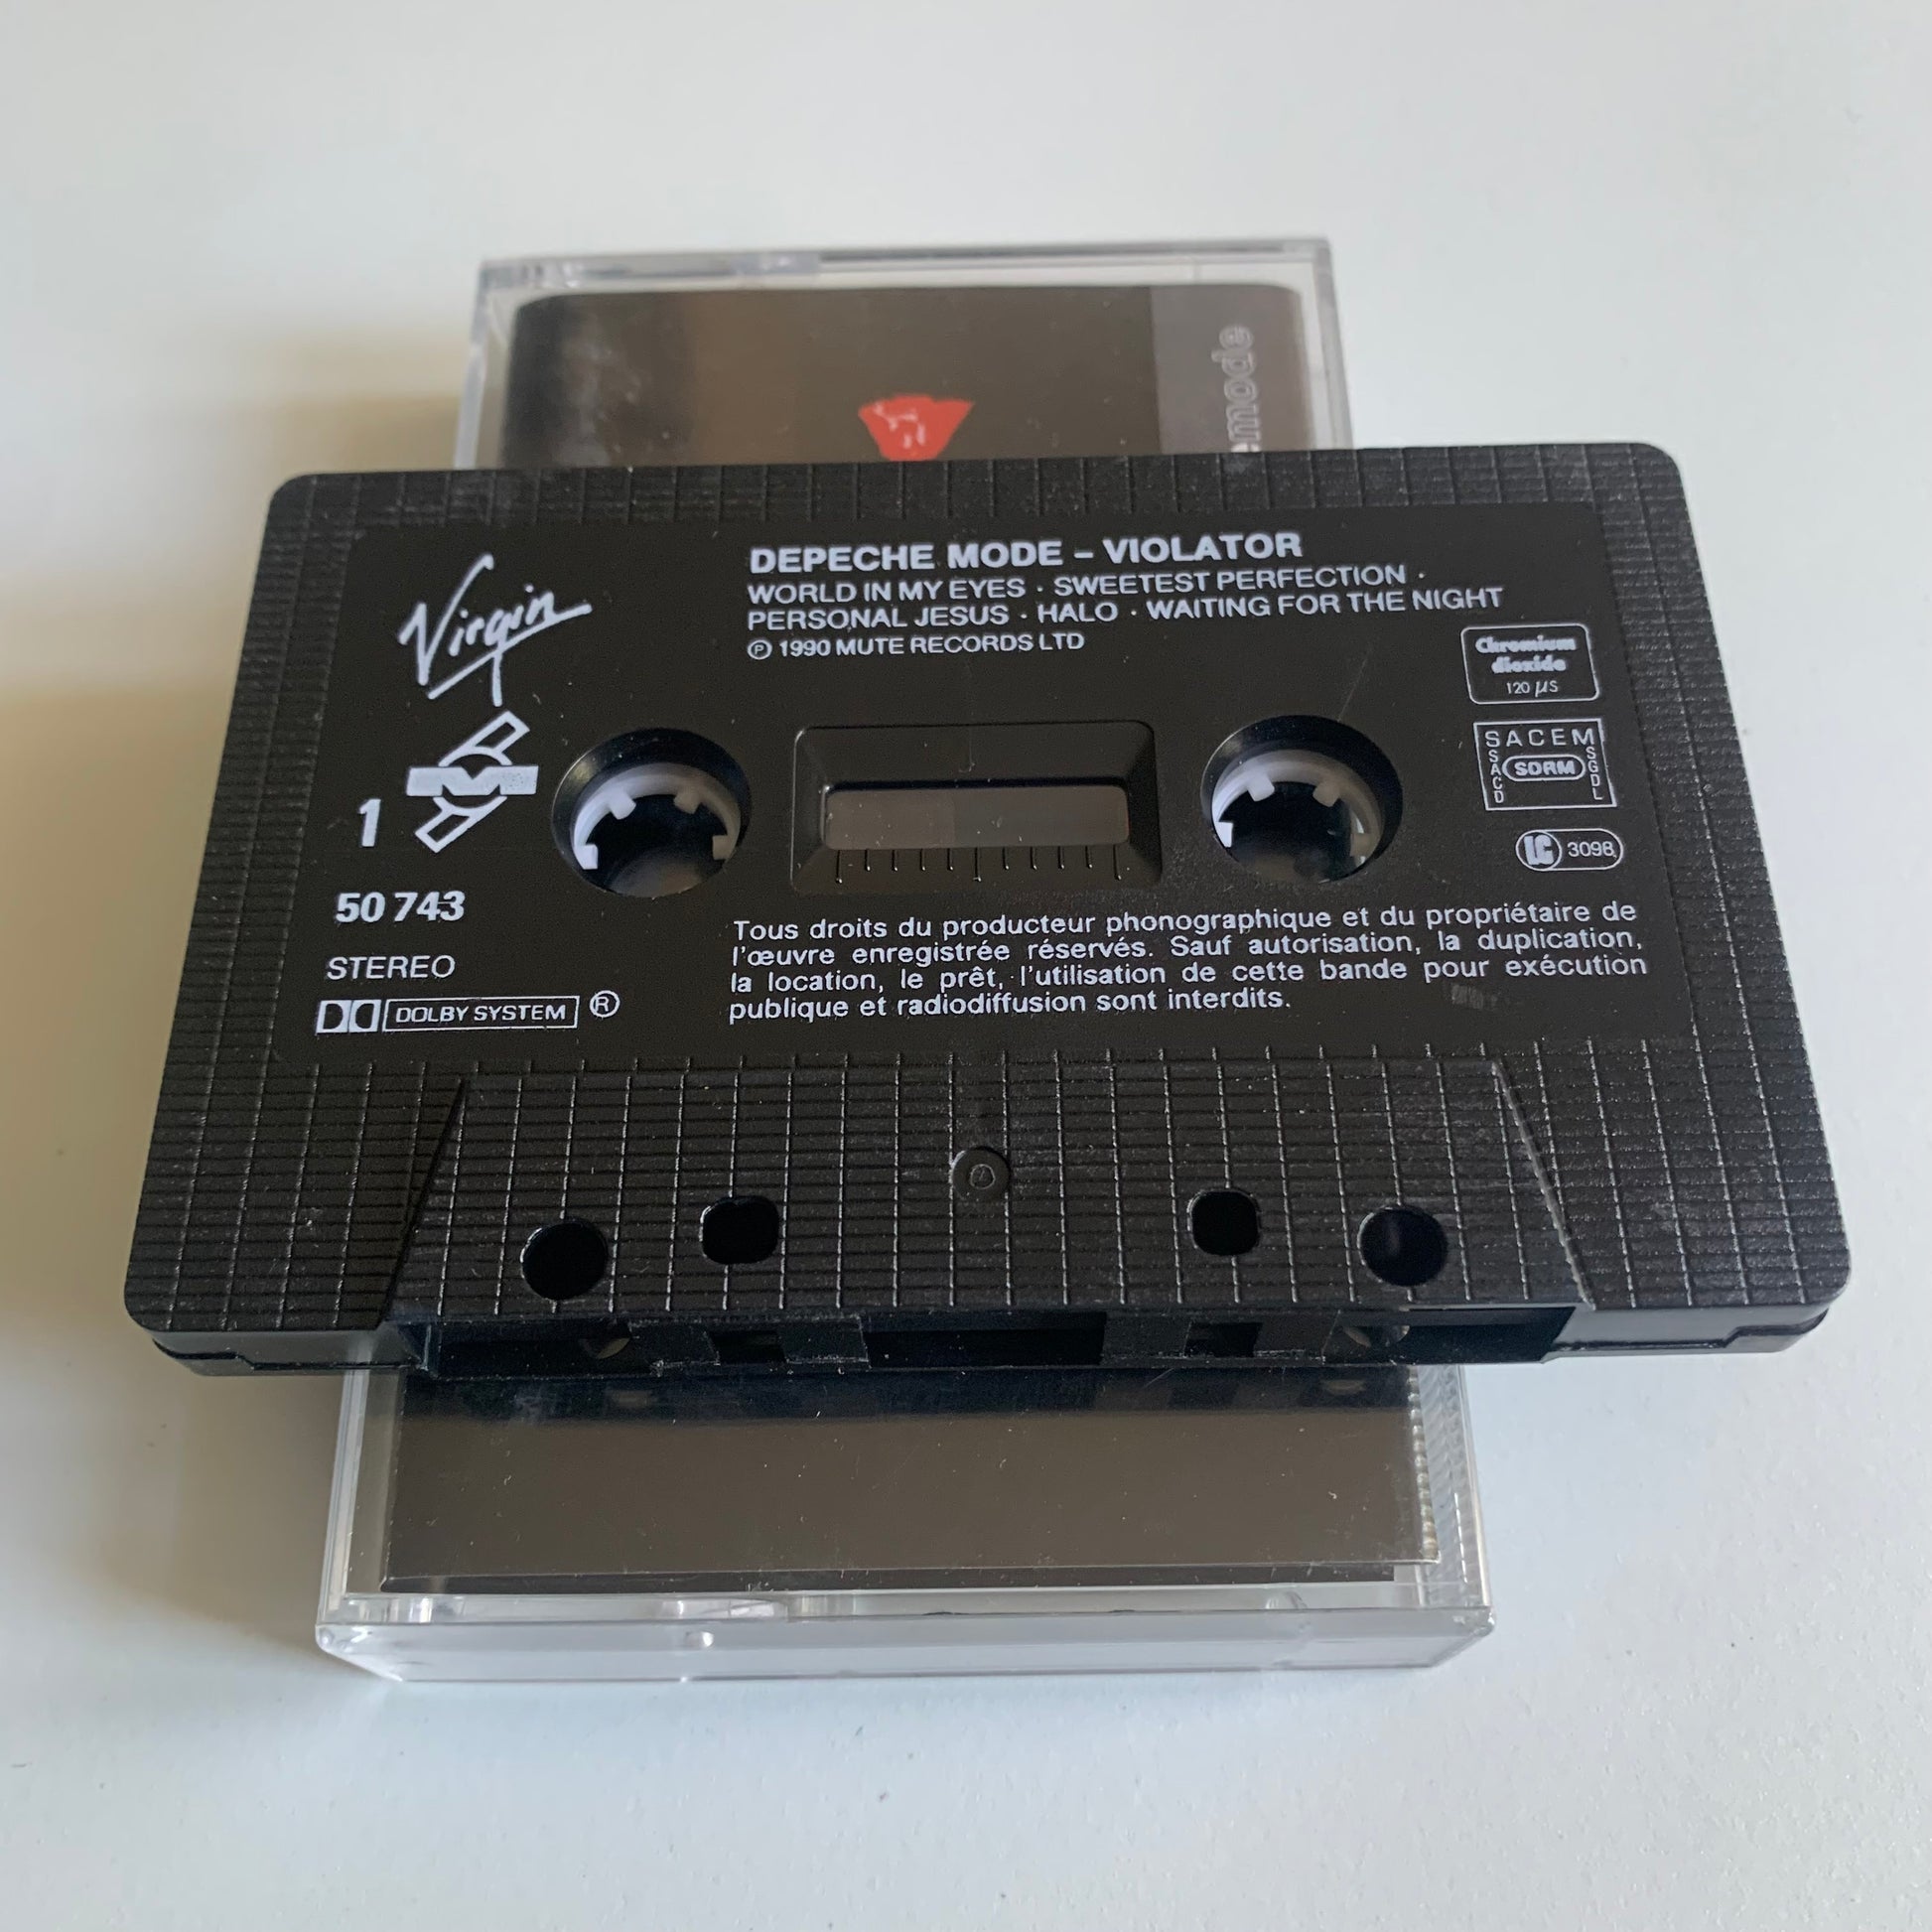 emode
Virgin
DEPECHE MODE – VIOLATOR
WORLD IN MY EYES · SWEETEST PERFECTION ·
PERSONAL JESUS · HALO · WAITING FOR THE NIGHT
℗ 1990 MUTE RECORDS LTD
Chromium
dioxide
120 µS
SACEM
SACD
SDRM
SGDL
1
LC 3098
50 743
STEREO
DOLBY SYSTEM ®
Tous droits du producteur phonographique et du propriétaire de
l'œuvre enregistrée réservés. Sauf autorisation, la duplication,
la location, le prêt, l'utilisation de cette bande pour exécution
publique et radiodiffusion sont interdits.